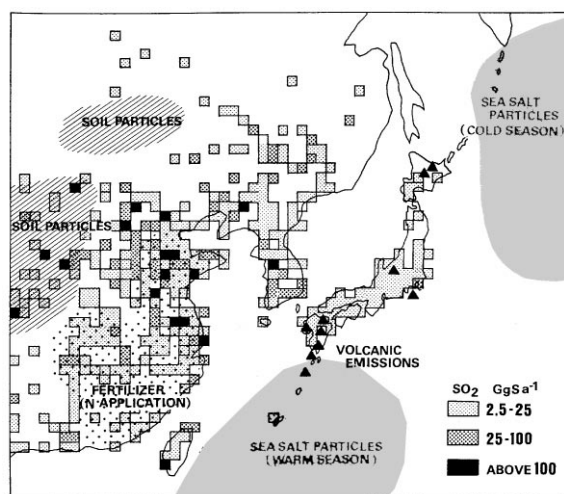 SOIL PARTICLES
SEA SALT
PARTICLES
(COLD SEASON)
SOIL PARTICLES
VOLCANIC
EMISSIONS
FERTILIZER
(N-APPLICATION)
SEA SALT PARTICLES
(WARM SEASON)
SO₂ GgSa⁻¹
2.5-25
25-100
ABOVE 100